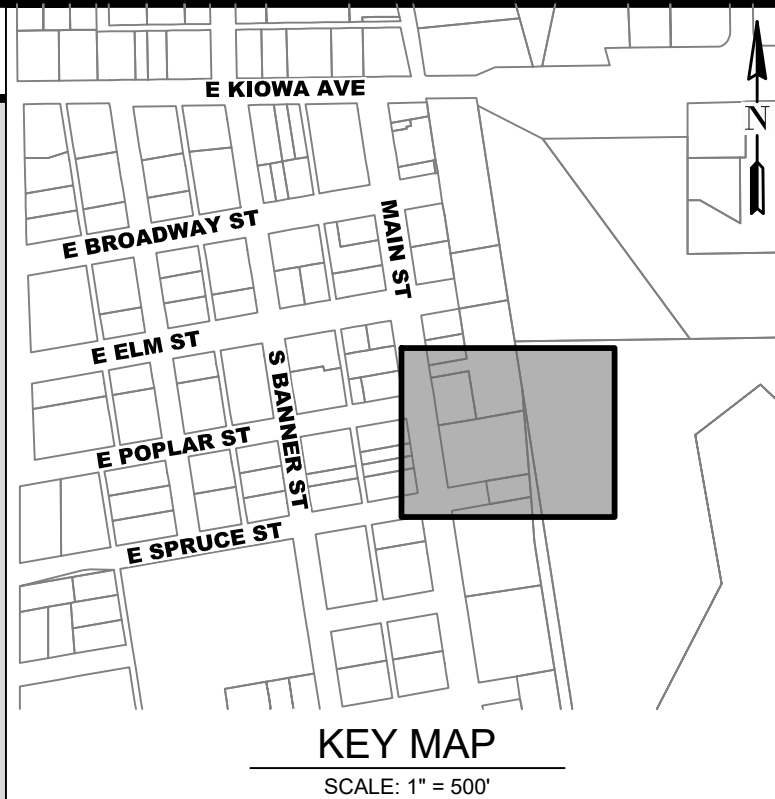 E KIOWA AVE
N
E BROADWAY ST
MAIN ST
E ELM ST
S BANNER ST
E POPLAR ST
E SPRUCE ST
KEY MAP
SCALE: 1" = 500'